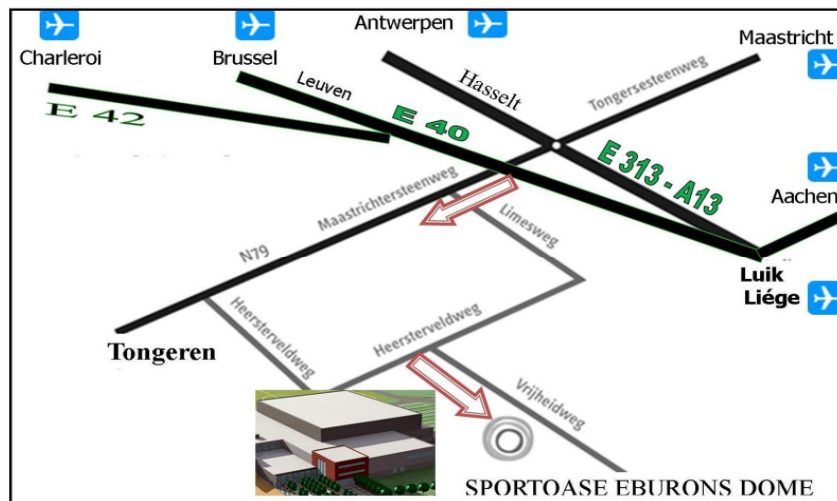 Antwerpen
Charleroi
Brussel
Maastricht
Leuven
Hasselt
Tongersesteenweg
E 42
E 40
E 313 - A13
Maastrichtersteenweg
Aachen
N79
Limesweg
Luik
Liége
Heersterveldweg
Heersterveldweg
Tongeren
Vrijheidweg
SPORTOASE EBURONS DOME